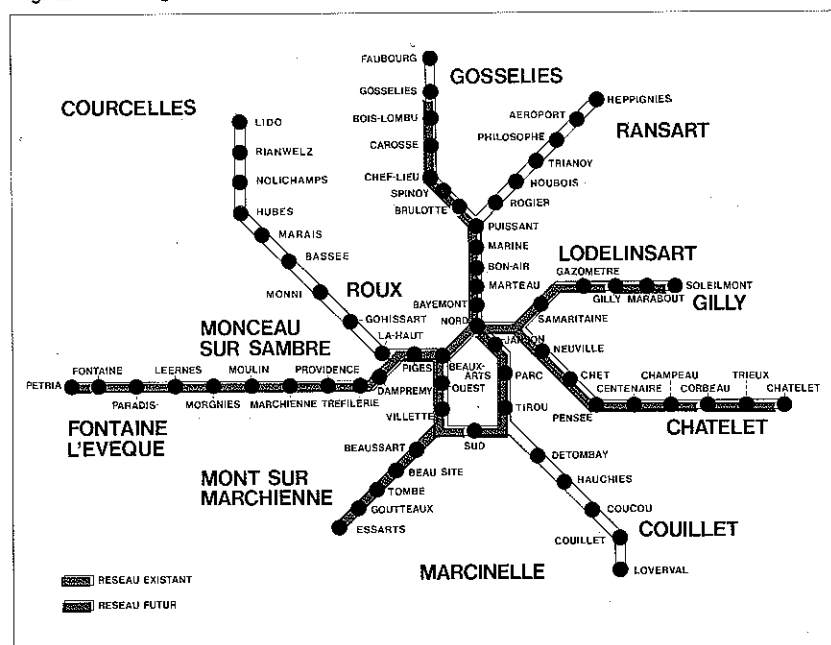 FAUBOURG
GOSSELIES
GOSSELIES
BOIS-LOMBU
CAROSSE
CHEF-LIEU
SPINOY
BRULOTTE
HEPPIGNIES
AEROPORT
RANSART
PHILOSOPHE
TRIANOY
HOUBOIS
ROGIER
PUISSANT
MARINE
BON-AIR
MARTEAU
BAYEMONT
NORD
COURCELLES
LIDO
RIANWELZ
NOLICHAMPS
HUBES
MARAIS
BASSEE
MONNI
ROUX
GOHISSART
LA-HAUT
LODELINSART
GAZOMETRE
GILLY
MARABOUT
SOLEILMONT
GILLY
SAMARITAINE
MONCEAU
SUR SAMBRE
PIGES
BEAUX-
ARTS
JANSON
NEUVILLE
CHET
PENSEE
CENTENAIRE
CHAMPEAU
CORBEAU
TRIEUX
CHATELET
CHATELET
PETRIA
FONTAINE
PARADIS-
LEERNES
MORGNIES
MOULIN
MARCHIENNE
PROVIDENCE
TREFILERIE
DAMPREMY
OUEST
PARC
VILLETTE
TIROU
SUD
FONTAINE
L'EVEQUE
MONT SUR
MARCHIENNE
BEAUSSART
BEAU SITE
TOMBE
GOUTTEAUX
ESSARTS
DETOMBAY
HAUCHIES
COUCOU
COUILLET
COUILLET
LOVERVAL
MARCINELLE
RESEAU EXISTANT
RESEAU FUTUR